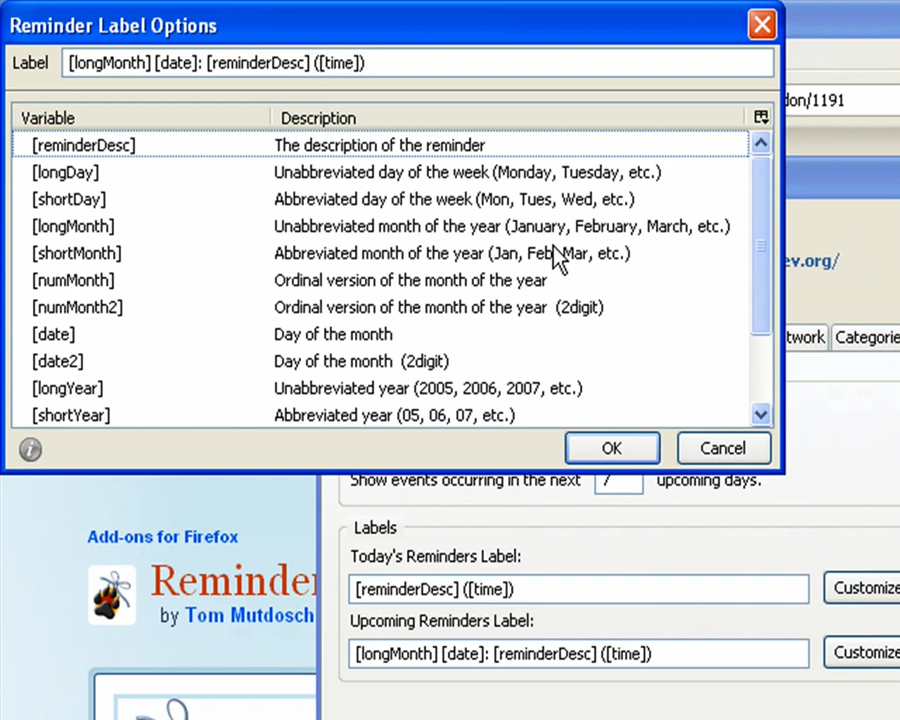 Reminder Label Options
Label [longMonth] [date]: [reminderDesc] ([time])
don/1191
Variable Description
[reminderDesc] The description of the reminder
[longDay] Unabbreviated day of the week (Monday, Tuesday, etc.)
[shortDay] Abbreviated day of the week (Mon, Tues, Wed, etc.)
[longMonth] Unabbreviated month of the year (January, February, March, etc.)
[shortMonth] Abbreviated month of the year (Jan, Feb, Mar, etc.)
ev.org/
[numMonth] Ordinal version of the month of the year
[numMonth2] Ordinal version of the month of the year (2digit)
[date] Day of the month
twork Categorie
[date2] Day of the month (2digit)
[longYear] Unabbreviated year (2005, 2006, 2007, etc.)
[shortYear] Abbreviated year (05, 06, 07, etc.)
OK Cancel
Show events occurring in the next 7 upcoming days.
Labels
Add-ons for Firefox
Today's Reminders Label:
Reminde
[reminderDesc] ([time]) Customize
by Tom Mutdosch
Upcoming Reminders Label:
[longMonth] [date]: [reminderDesc] ([time]) Customize